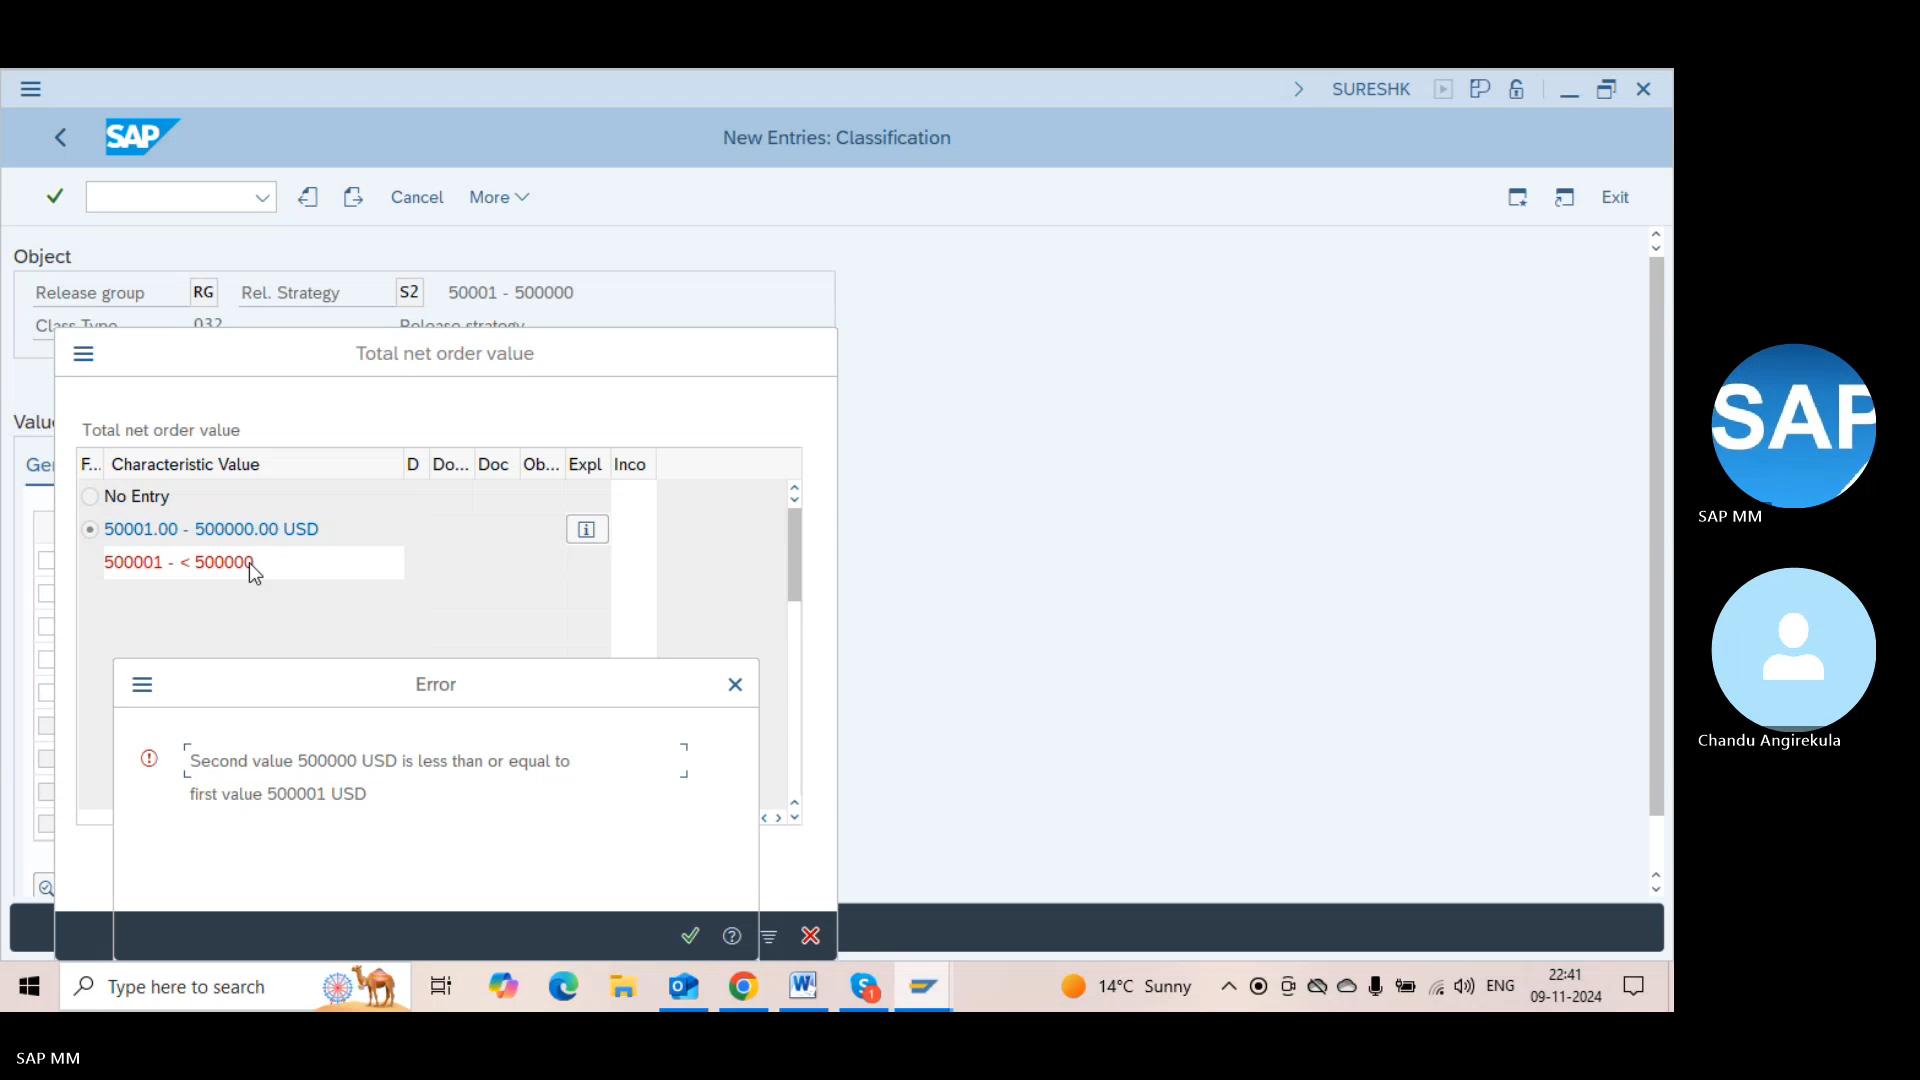 SURESHK
SAP
New Entries: Classification
Cancel
More
Exit
Object
Release group RG Rel. Strategy S2 50001 - 500000
Class Type 032 Release strategy
Total net order value
Total net order value
F... Characteristic Value D Do... Doc Ob... Expl Inco
No Entry
50001.00 - 500000.00 USD
500001 - < 500000
Error
Second value 500000 USD is less than or equal to
first value 500001 USD
Type here to search
14°C Sunny
ENG
22:41
09-11-2024
SAP
SAP MM
Chandu Angirekula
SAP MM